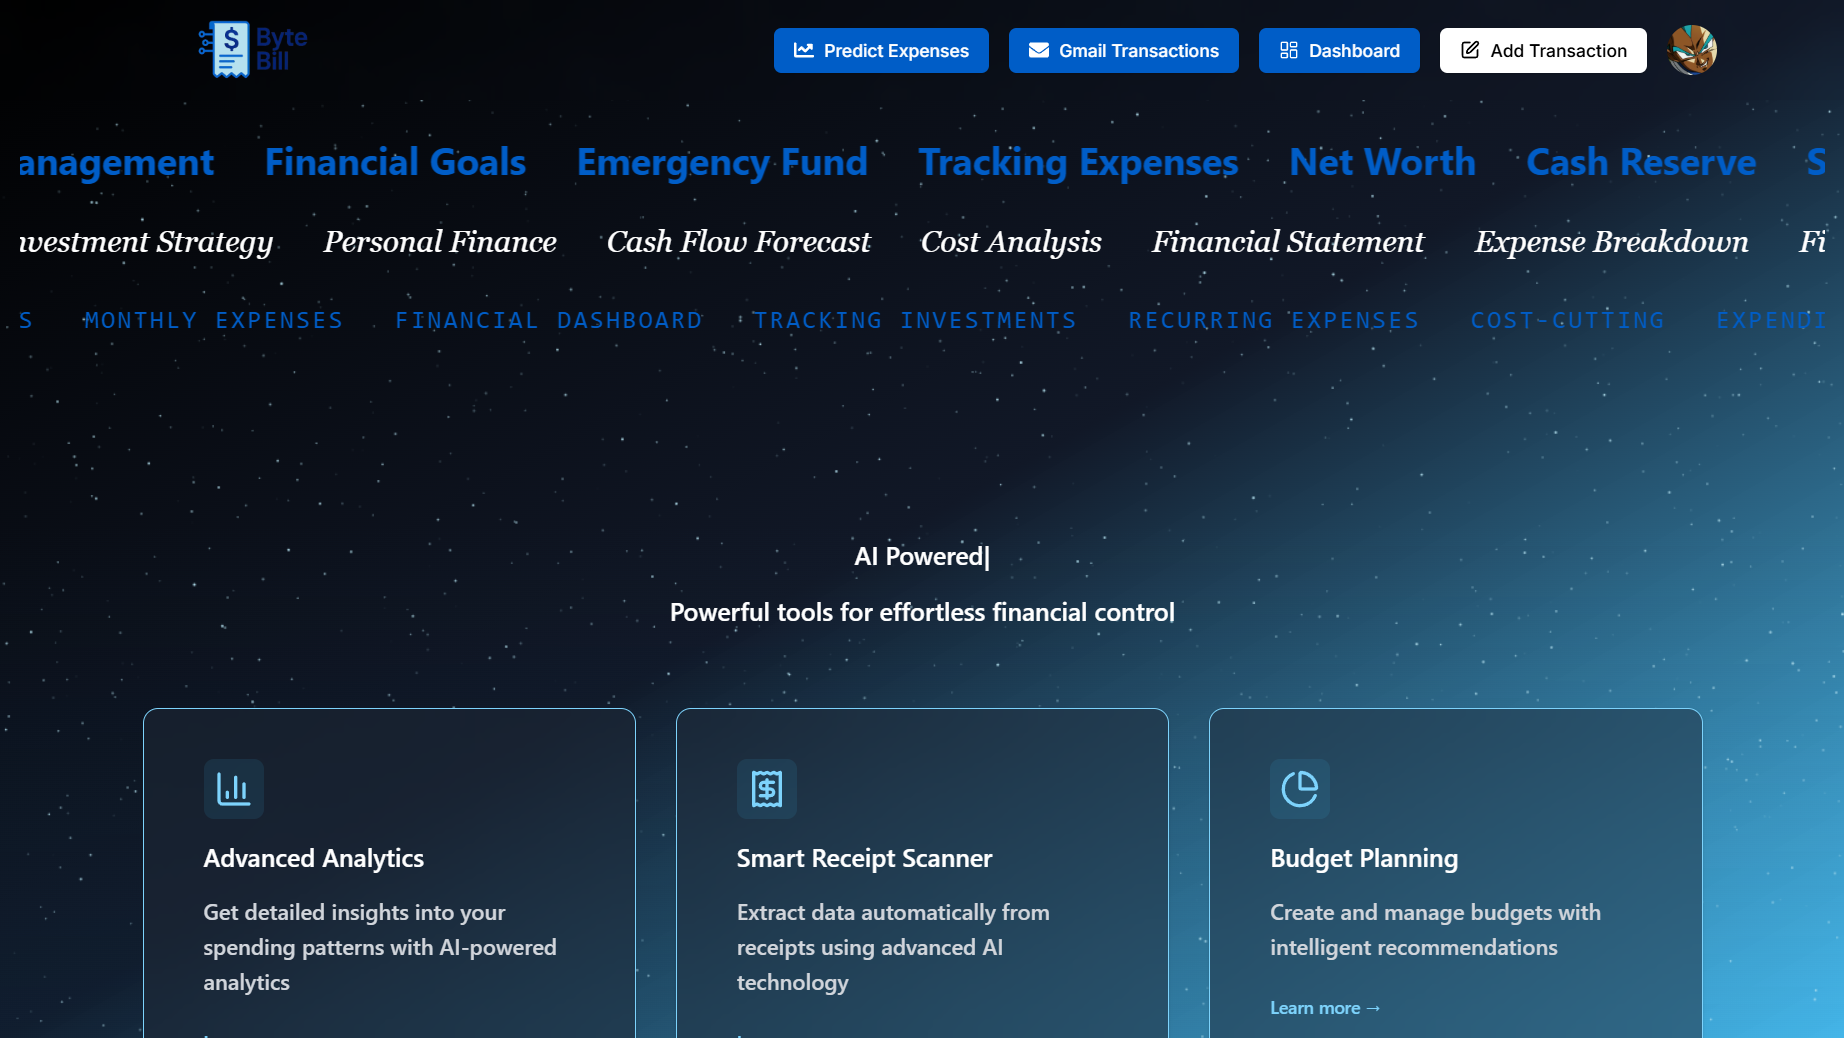 $ Byte
Bill
Predict Expenses Gmail Transactions Dashboard Add Transaction
anagement Financial Goals Emergency Fund Tracking Expenses Net Worth Cash Reserve S
nvestment Strategy Personal Finance Cash Flow Forecast Cost Analysis Financial Statement Expense Breakdown Fi
S MONTHLY EXPENSES FINANCIAL DASHBOARD TRACKING INVESTMENTS RECURRING EXPENSES COST-CUTTING EXPENDI
AI Powered|
Powerful tools for effortless financial control
Advanced Analytics
Get detailed insights into your
spending patterns with AI-powered
analytics
Smart Receipt Scanner
Extract data automatically from
receipts using advanced AI
technology
Budget Planning
Create and manage budgets with
intelligent recommendations
Learn more →